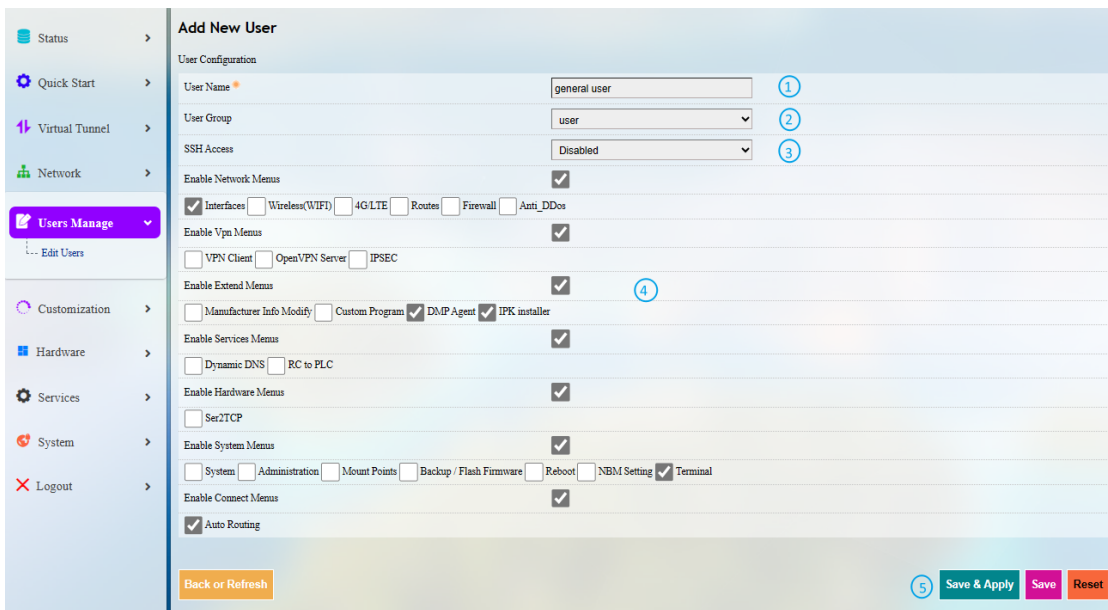 Status
Quick Start
Virtual Tunnel
Network
Users Manage
Edit Users
Customization
Hardware
Services
System
Logout
Add New User
User Configuration
User Name
general user
1
User Group
user
2
SSH Access
Disabled
3
Enable Network Menus
Interfaces Wireless(WIFI) 4G/LTE Routes Firewall Anti_DDos
Enable Vpn Menus
VPN Client OpenVPN Server IPSEC
Enable Extend Menus
4
Manufacturer Info Modify Custom Program DMP Agent IPK installer
Enable Services Menus
Dynamic DNS RC to PLC
Enable Hardware Menus
Ser2TCP
Enable System Menus
System Administration Mount Points Backup / Flash Firmware Reboot NBM Setting Terminal
Enable Connect Menus
Auto Routing
Back or Refresh
5
Save & Apply
Save
Reset